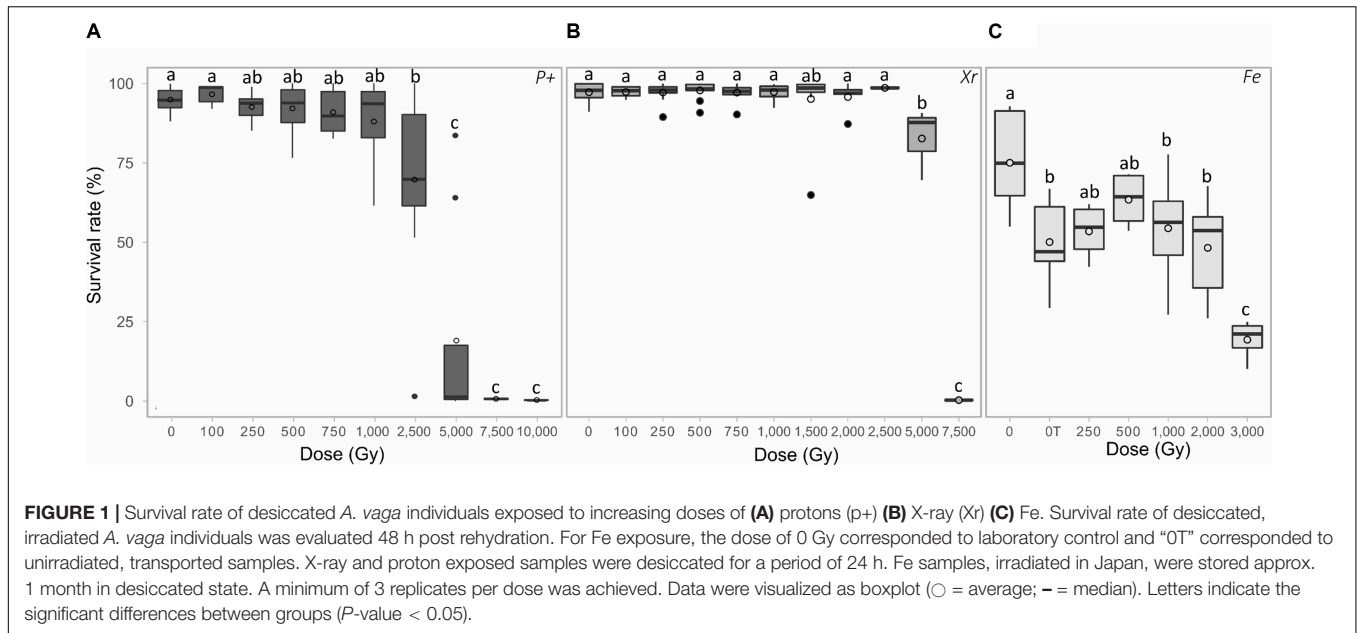 A
B
C
P+
Xr
Fe
a a ab ab ab ab b c c c
a a a a a a ab a a b c
a b ab ab b b c
Survival rate (%)
100
75
50
25
0
0 100 250 500 750 1,000 2,500 5,000 7,500 10,000
0 100 250 500 750 1,000 1,500 2,000 2,500 5,000 7,500
0 0T 250 500 1,000 2,000 3,000
Dose (Gy)
Dose (Gy)
Dose (Gy)
FIGURE 1 | Survival rate of desiccated A. vaga individuals exposed to increasing doses of (A) protons (p+) (B) X-ray (Xr) (C) Fe. Survival rate of desiccated,
irradiated A. vaga individuals was evaluated 48 h post rehydration. For Fe exposure, the dose of 0 Gy corresponded to laboratory control and “0T” corresponded to
unirradiated, transported samples. X-ray and proton exposed samples were desiccated for a period of 24 h. Fe samples, irradiated in Japan, were stored approx.
1 month in desiccated state. A minimum of 3 replicates per dose was achieved. Data were visualized as boxplot (○ = average; – = median). Letters indicate the
significant differences between groups (P-value < 0.05).